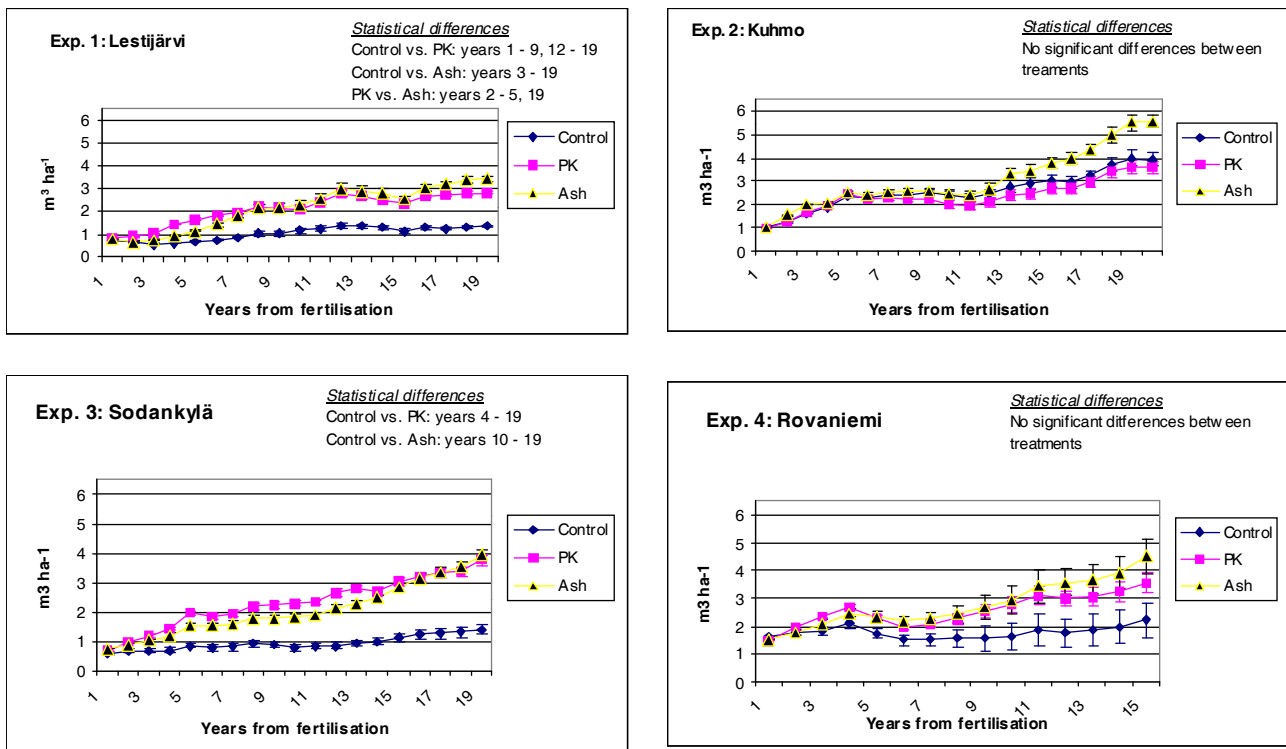 Exp. 1: Lestijärvi
Statistical differences
Control vs. PK: years 1 - 9, 12 - 19
Control vs. Ash: years 3 - 19
PK vs. Ash: years 2 - 5, 19
m³ ha⁻¹
6
5
4
3
2
1
0
1 3 5 7 9 11 13 15 17 19
Years from fertilisation
Control
PK
Ash
Exp. 2: Kuhmo
Statistical differences
No significant differences between
treaments
m3 ha-1
6
5
4
3
2
1
0
1 3 5 7 9 11 13 15 17 19
Years from fertilisation
Control
PK
Ash
Exp. 3: Sodankylä
Statistical differences
Control vs. PK: years 4 - 19
Control vs. Ash: years 10 - 19
m3 ha-1
6
5
4
3
2
1
0
1 3 5 7 9 11 13 15 17 19
Years from fertilisation
Control
PK
Ash
Exp. 4: Rovaniemi
Statistical differences
No significant differences between
treatments
m3 ha-1
6
5
4
3
2
1
0
1 3 5 7 9 11 13 15
Years from fertilisation
Control
PK
Ash